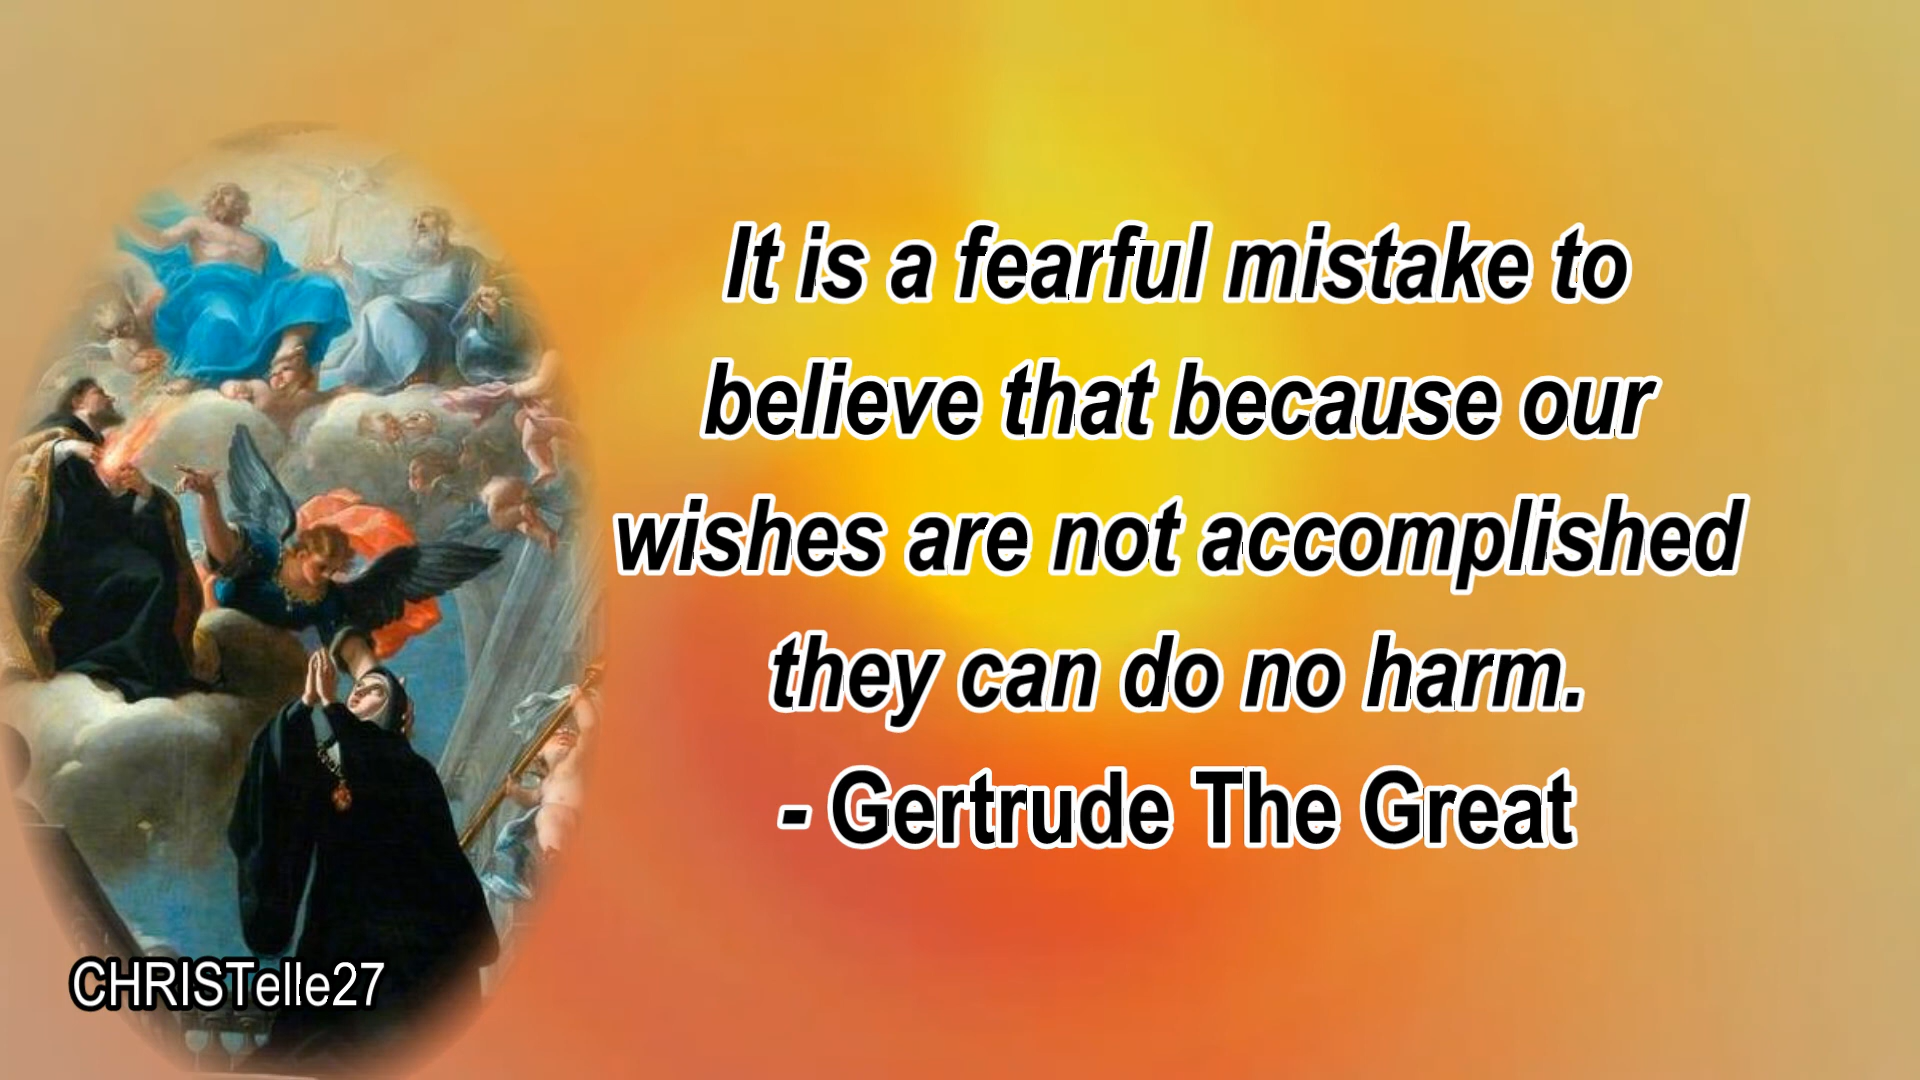 It is a fearful mistake to
believe that because our
wishes are not accomplished
they can do no harm.
- Gertrude The Great
CHRISTelle27